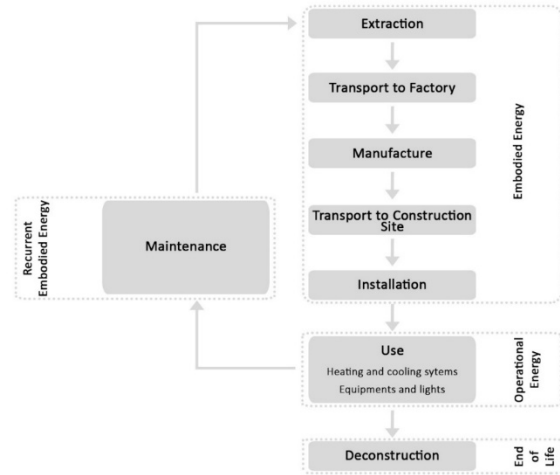 Extraction
Transport to Factory
Manufacture
Transport to Construction
Site
Installation
Embodied Energy
Recurrent
Embodied Energy
Maintenance
Use
Heating and cooling sytems
Equipments and lights
Operational
Energy
Deconstruction
End of
Life